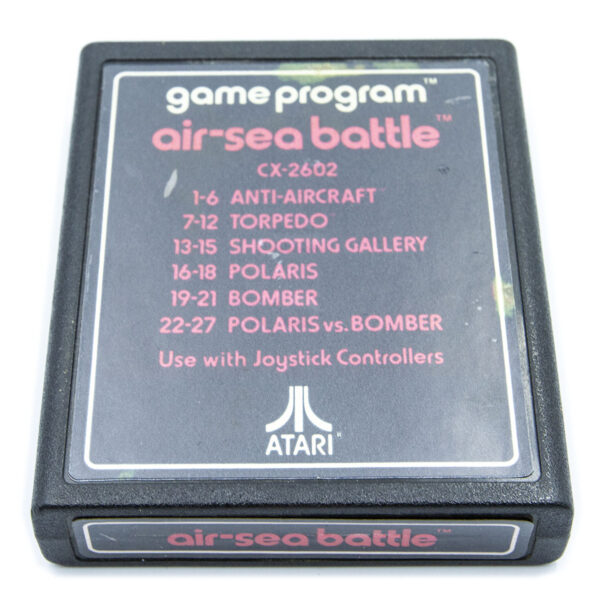 game program™
air-sea battle™
CX-2602
1-6 ANTI-AIRCRAFT
7-12 TORPEDO
13-15 SHOOTING GALLERY
16-18 POLARIS
19-21 BOMBER
22-27 POLARIS vs. BOMBER
Use with Joystick Controllers
ATARI®
air-sea battle™